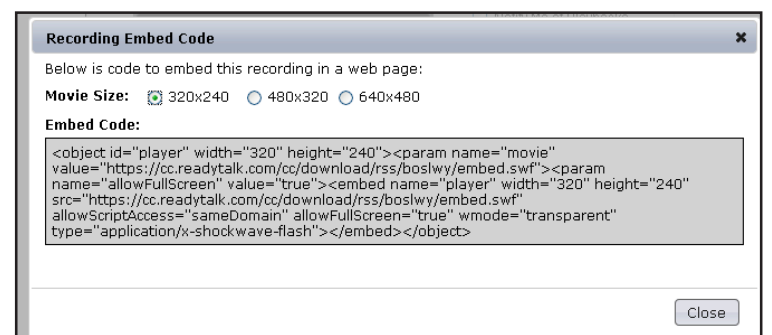 Recording Embed Code
Below is code to embed this recording in a web page:
Movie Size: 320x240 480x320 640x480
Embed Code:
<object id="player" width="320" height="240"><param name="movie"
value="https://cc.readytalk.com/cc/download/rss/boslwy/embed.swf"><param
name="allowFullScreen" value="true"><embed name="player" width="320" height="240"
src="https://cc.readytalk.com/cc/download/rss/boslwy/embed.swf"
allowScriptAccess="sameDomain" allowFullScreen="true" wmode="transparent"
type="application/x-shockwave-flash"></embed></object>
Close